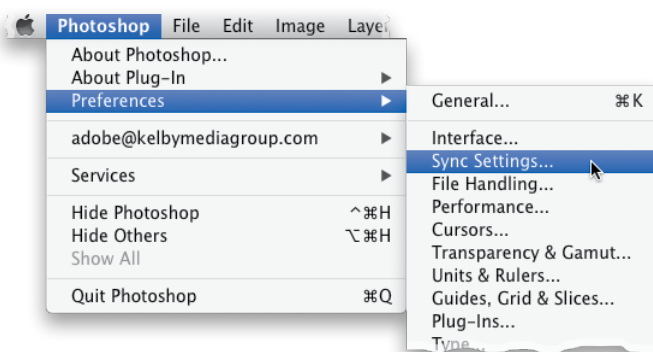 Photoshop File Edit Image Layer
About Photoshop...
About Plug-In
Preferences
adobe@kelbymediagroup.com
Services
Hide Photoshop ^⌘H
Hide Others ⌥⌘H
Show All
Quit Photoshop ⌘Q
General... ⌘K
Interface...
Sync Settings...
File Handling...
Performance...
Cursors...
Transparency & Gamut...
Units & Rulers...
Guides, Grid & Slices...
Plug-Ins...
Type...